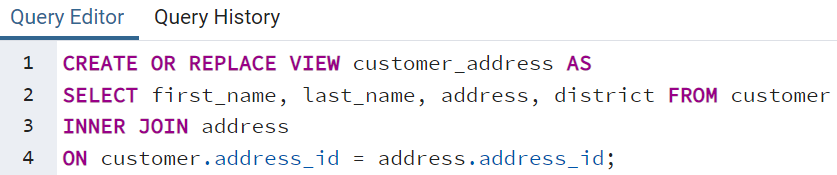 Query Editor Query History
1 CREATE OR REPLACE VIEW customer_address AS
2 SELECT first_name, last_name, address, district FROM customer
3 INNER JOIN address
4 ON customer.address_id = address.address_id;